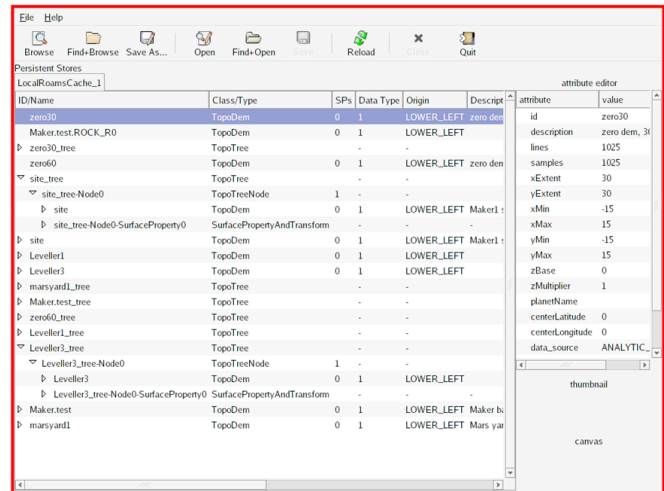 File Help
Browse Find+Browse Save As... Open Find+Open Save Reload Close Quit
Persistent Stores
LocalRoamsCache_1
attribute editor
ID/Name Class/Type SPs Data Type Origin Descript
attribute value
zero30 TopoDem 0 1 LOWER_LEFT zero dem
id zero30
Maker.test.ROCK_R0 TopoDem 0 1 LOWER_LEFT
description zero dem, 30
zero30_tree TopoTree - -
lines 1025
zero60 TopoDem 0 1 LOWER_LEFT zero dem
samples 1025
site_tree TopoTree - -
xExtent 30
site_tree-Node0 TopoTreeNode 1 - -
yExtent 30
site TopoDem 0 1 LOWER_LEFT Maker1 s
xMin -15
site_tree-Node0-SurfaceProperty0 SurfacePropertyAndTransform - - -
xMax 15
site TopoDem 0 1 LOWER_LEFT Maker1 s
yMin -15
Leveller1 TopoDem 0 1 LOWER_LEFT
yMax 15
Leveller3 TopoDem 0 1 LOWER_LEFT
zBase 0
marsyard1_tree TopoTree - -
zMultiplier 1
Maker.test_tree TopoTree - -
planetName
zero60_tree TopoTree - -
centerLatitude 0
Leveller1_tree TopoTree - -
centerLongitude 0
Leveller3_tree TopoTree - -
data_source ANALYTIC_
Leveller3_tree-Node0 TopoTreeNode 1 - -
Leveller3 TopoDem 0 1 LOWER_LEFT
thumbnail
Leveller3_tree-Node0-SurfaceProperty0 SurfacePropertyAndTransform - - -
Maker.test TopoDem 0 1 LOWER_LEFT Maker ba
marsyard1 TopoDem 0 1 LOWER_LEFT Mars yar
canvas